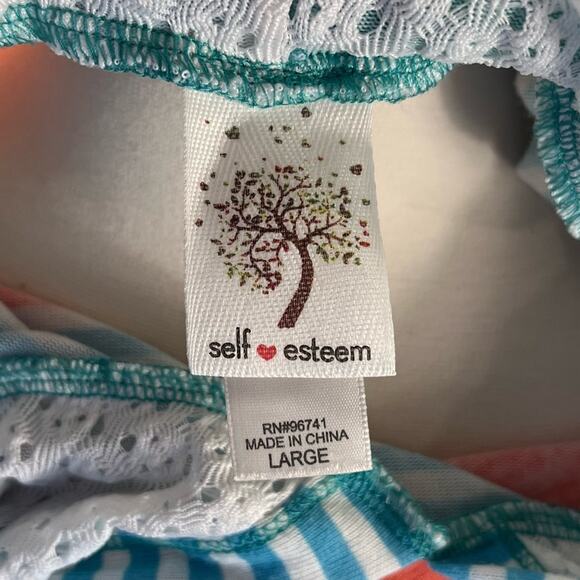 self esteem
RN#96741
MADE IN CHINA
LARGE